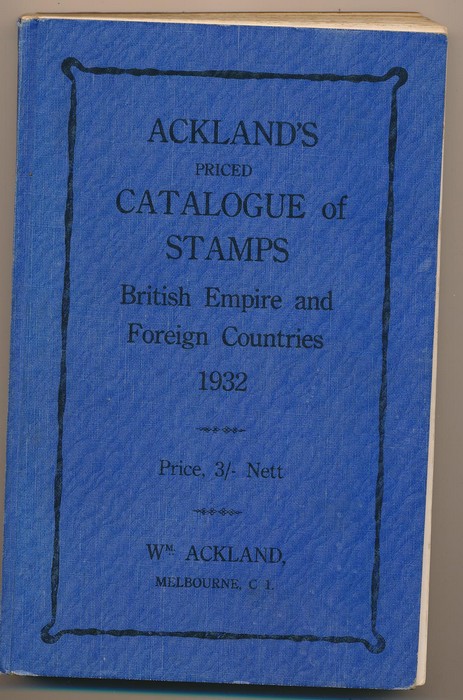 ACKLAND'S
PRICED
CATALOGUE of
STAMPS
British Empire and
Foreign Countries
1932
Price, 3/- Nett
Wᴹ. ACKLAND,
MELBOURNE, C 1.